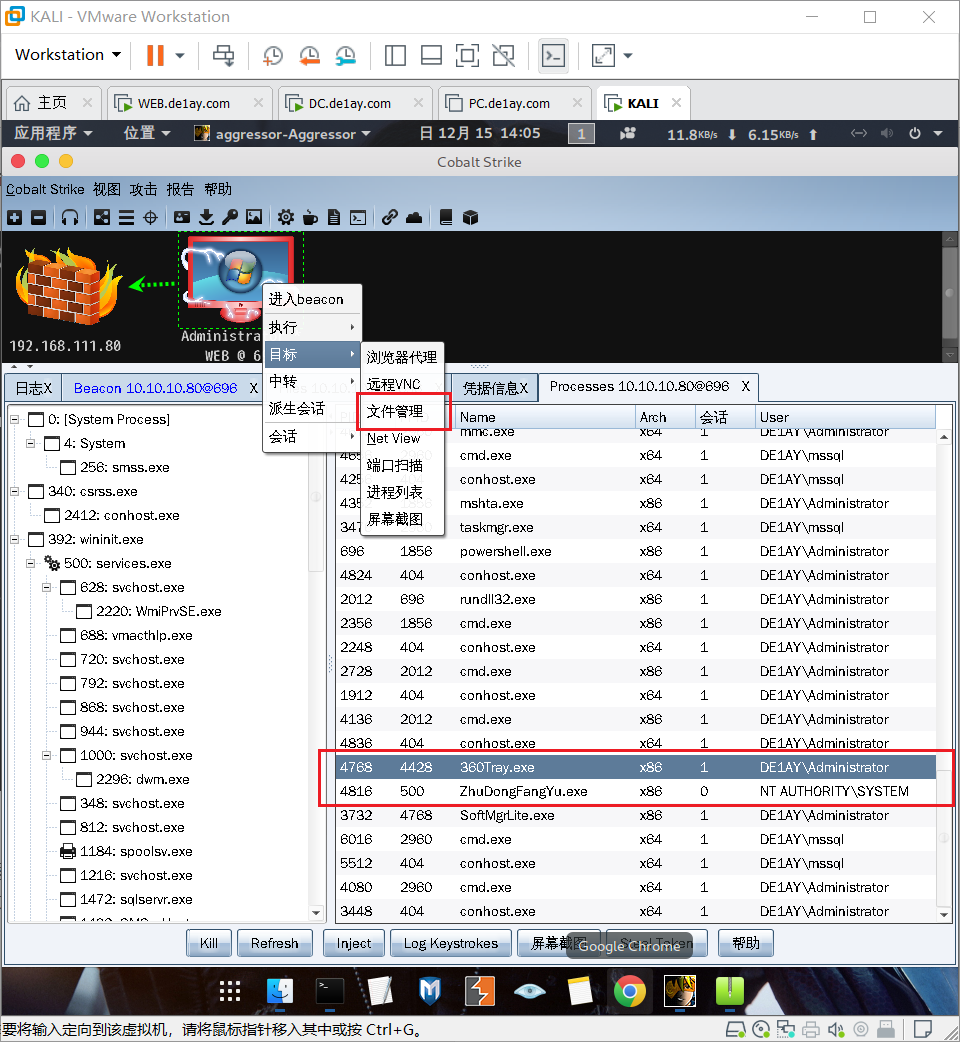 KALI - VMware Workstation
Workstation
主页 WEB.de1ay.com DC.de1ay.com PC.de1ay.com KALI
应用程序 位置 aggressor-Aggressor 日 12月 15 14:05 1 11.8KB/s 6.15KB/s
Cobalt Strike
Cobalt Strike 视图 攻击 报告 帮助
192.168.111.80
WEB @ 6
进入beacon
执行
目标
中转
派生会话
会话
浏览器代理
远程VNC
文件管理
Net View
端口扫描
进程列表
屏幕截图
日志X Beacon 10.10.10.80@696 X 凭据信息X Processes 10.10.10.80@696 X
0: [System Process]
4: System
256: smss.exe
340: csrss.exe
2412: conhost.exe
392: wininit.exe
500: services.exe
628: svchost.exe
2220: WmiPrvSE.exe
688: vmacthlp.exe
720: svchost.exe
792: svchost.exe
868: svchost.exe
944: svchost.exe
1000: svchost.exe
2296: dwm.exe
348: svchost.exe
812: svchost.exe
1184: spoolsv.exe
1216: svchost.exe
1472: sqlservr.exe
Name Arch 会话 User
mmc.exe x64 1 DE1AY\Administrator
cmd.exe x64 1 DE1AY\mssql
conhost.exe x64 1 DE1AY\mssql
mshta.exe x64 1 DE1AY\Administrator
taskmgr.exe x64 1 DE1AY\mssql
696 1856 powershell.exe x86 1 DE1AY\Administrator
4824 404 conhost.exe x64 1 DE1AY\Administrator
2012 696 rundll32.exe x86 1 DE1AY\Administrator
2356 1856 cmd.exe x86 1 DE1AY\Administrator
2248 404 conhost.exe x64 1 DE1AY\Administrator
2728 2012 cmd.exe x86 1 DE1AY\Administrator
1912 404 conhost.exe x64 1 DE1AY\Administrator
4136 2012 cmd.exe x86 1 DE1AY\Administrator
4836 404 conhost.exe x64 1 DE1AY\Administrator
4768 4428 360Tray.exe x86 1 DE1AY\Administrator
4816 500 ZhuDongFangYu.exe x86 0 NT AUTHORITY\SYSTEM
3732 4768 SoftMgrLite.exe x86 1 DE1AY\Administrator
6016 2960 cmd.exe x64 1 DE1AY\mssql
5512 404 conhost.exe x64 1 DE1AY\mssql
4080 2960 cmd.exe x64 1 DE1AY\Administrator
3448 404 conhost.exe x64 1 DE1AY\Administrator
Kill Refresh Inject Log Keystrokes 屏幕截图 Steal Token 帮助
Google Chrome
要将输入定向到该虚拟机，请将鼠标指针移入其中或按 Ctrl+G。